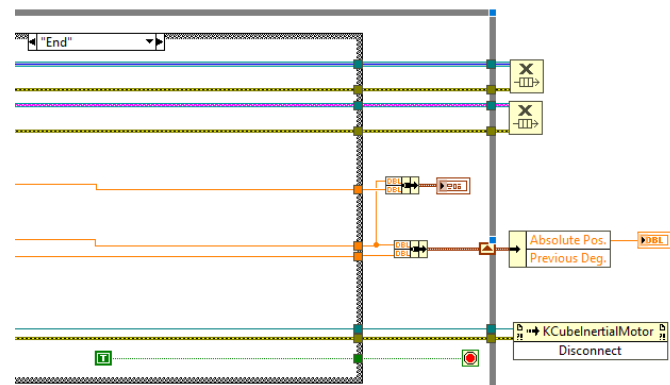 "End"
X
X
DBL
DBL
DBL
DBL
Absolute Pos.
DBL
Previous Deg.
KCubeInertialMotor
Disconnect
T